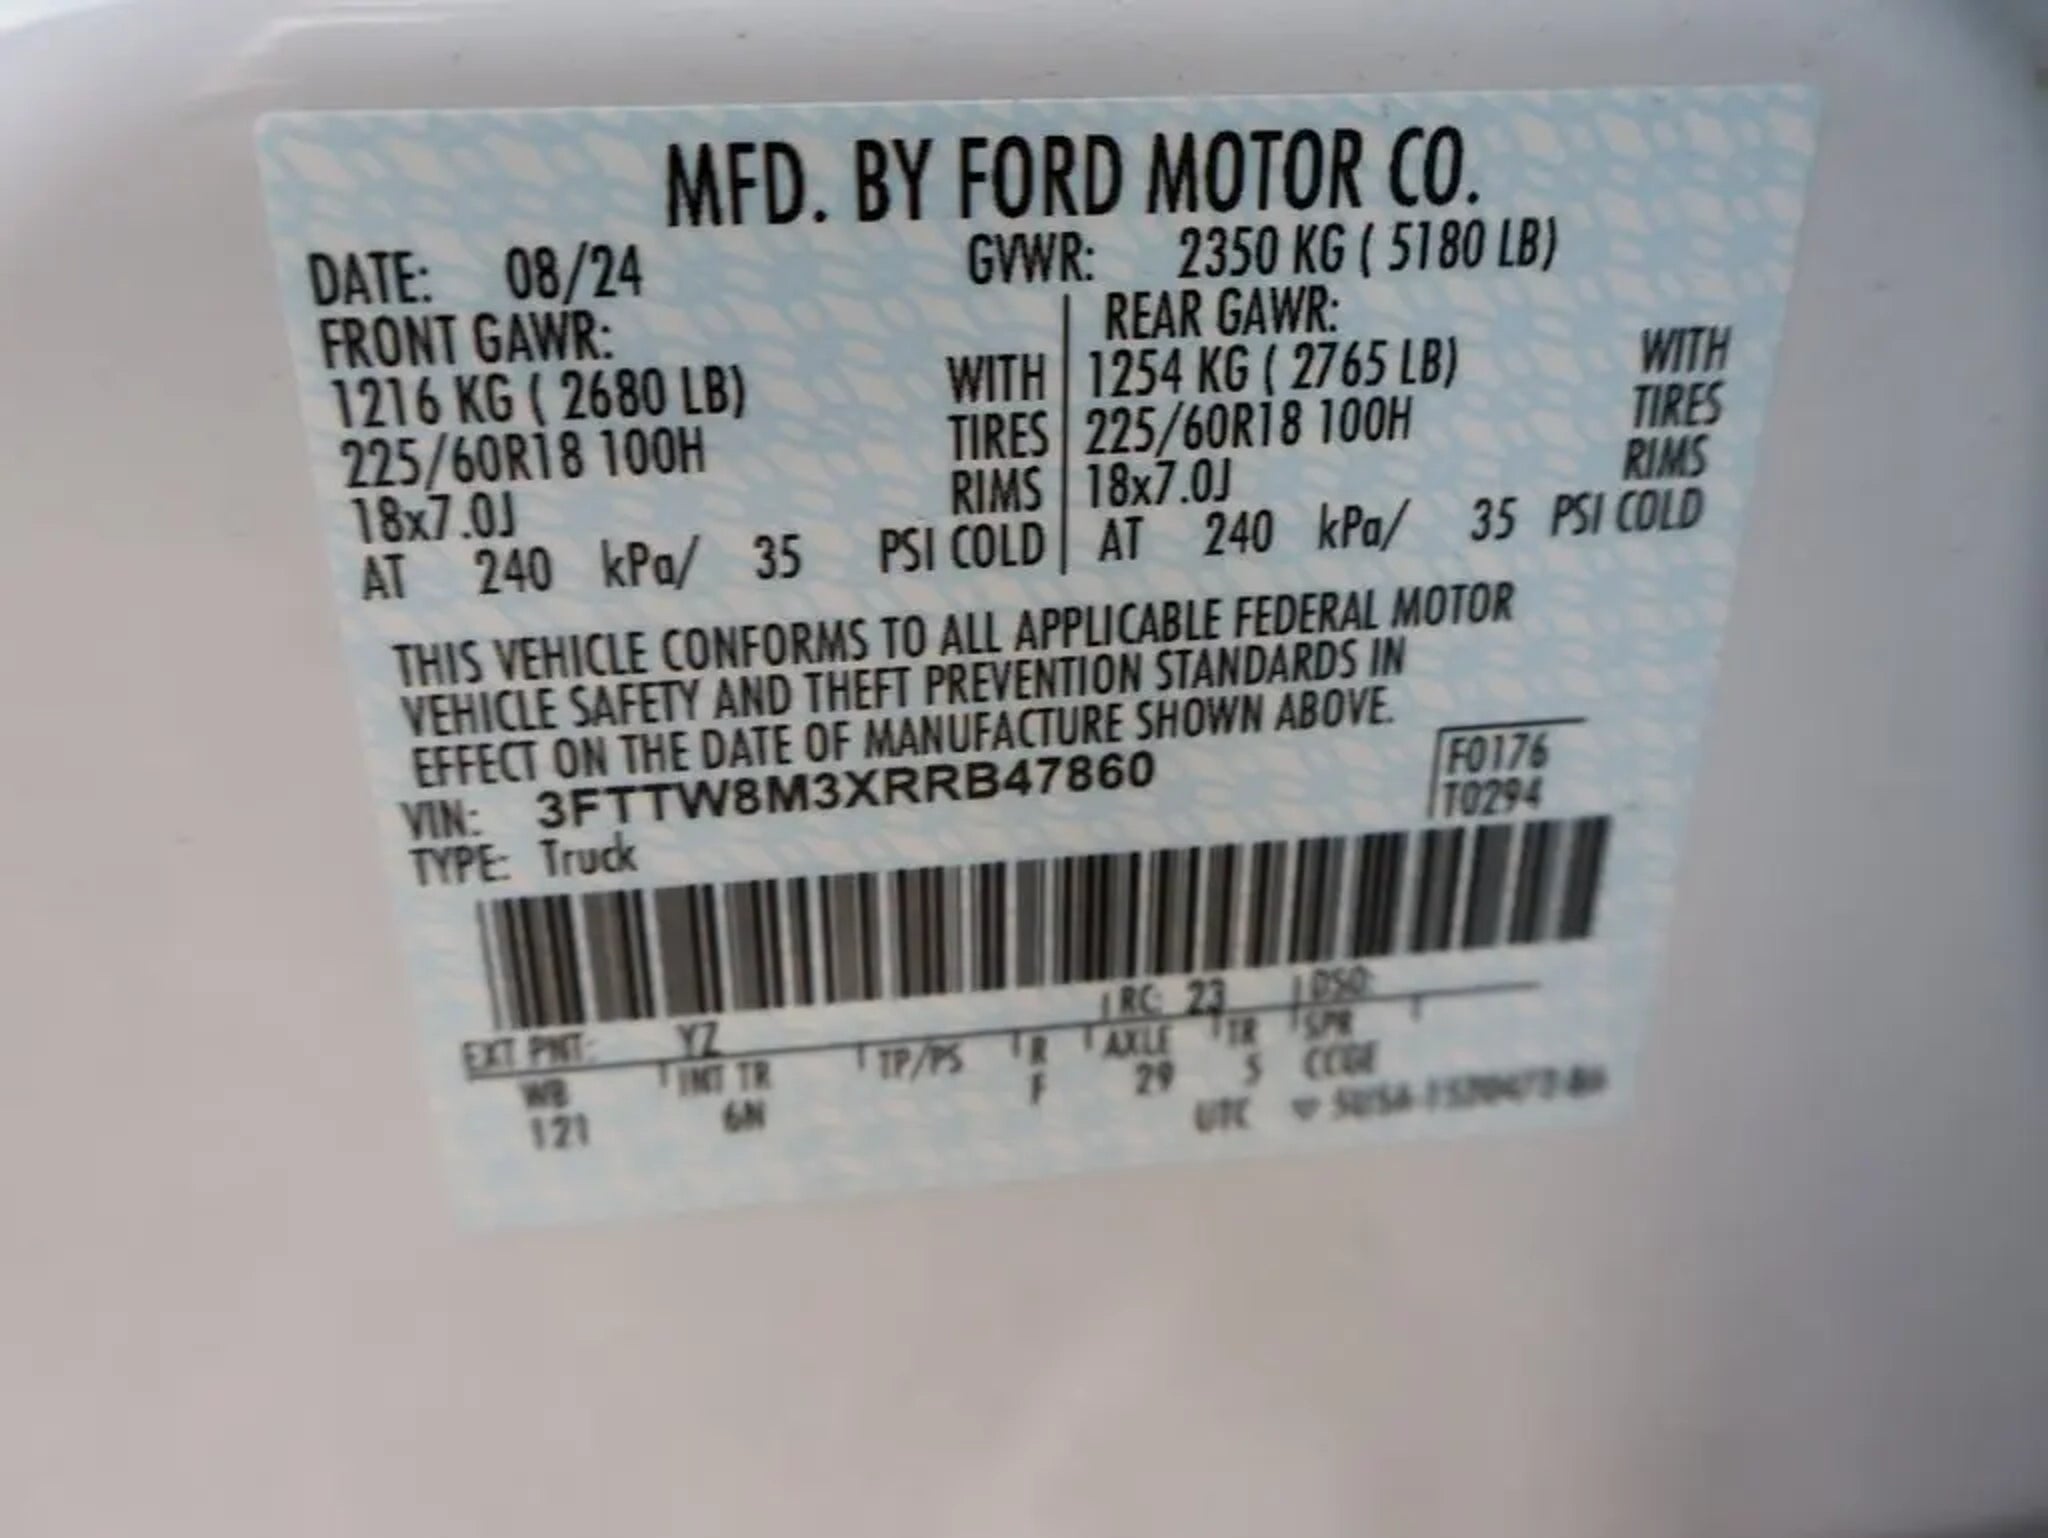 MFD. BY FORD MOTOR CO.
DATE: 08/24 GVWR: 2350 KG ( 5180 LB)
FRONT GAWR: REAR GAWR:
1216 KG ( 2680 LB) WITH 1254 KG ( 2765 LB) WITH
225/60R18 100H TIRES 225/60R18 100H TIRES
18x7.0J RIMS 18x7.0J RIMS
AT 240 kPa/ 35 PSI COLD AT 240 kPa/ 35 PSI COLD
THIS VEHICLE CONFORMS TO ALL APPLICABLE FEDERAL MOTOR
VEHICLE SAFETY AND THEFT PREVENTION STANDARDS IN
EFFECT ON THE DATE OF MANUFACTURE SHOWN ABOVE.
VIN: 3FTTW8M3XRRB47860 F0176
TYPE: Truck T0294
EXT PNT: YZ RC: 23 DSO:
WB INT TR TP/PS R AXLE TR SPR
121 6N F 29 S
UTC